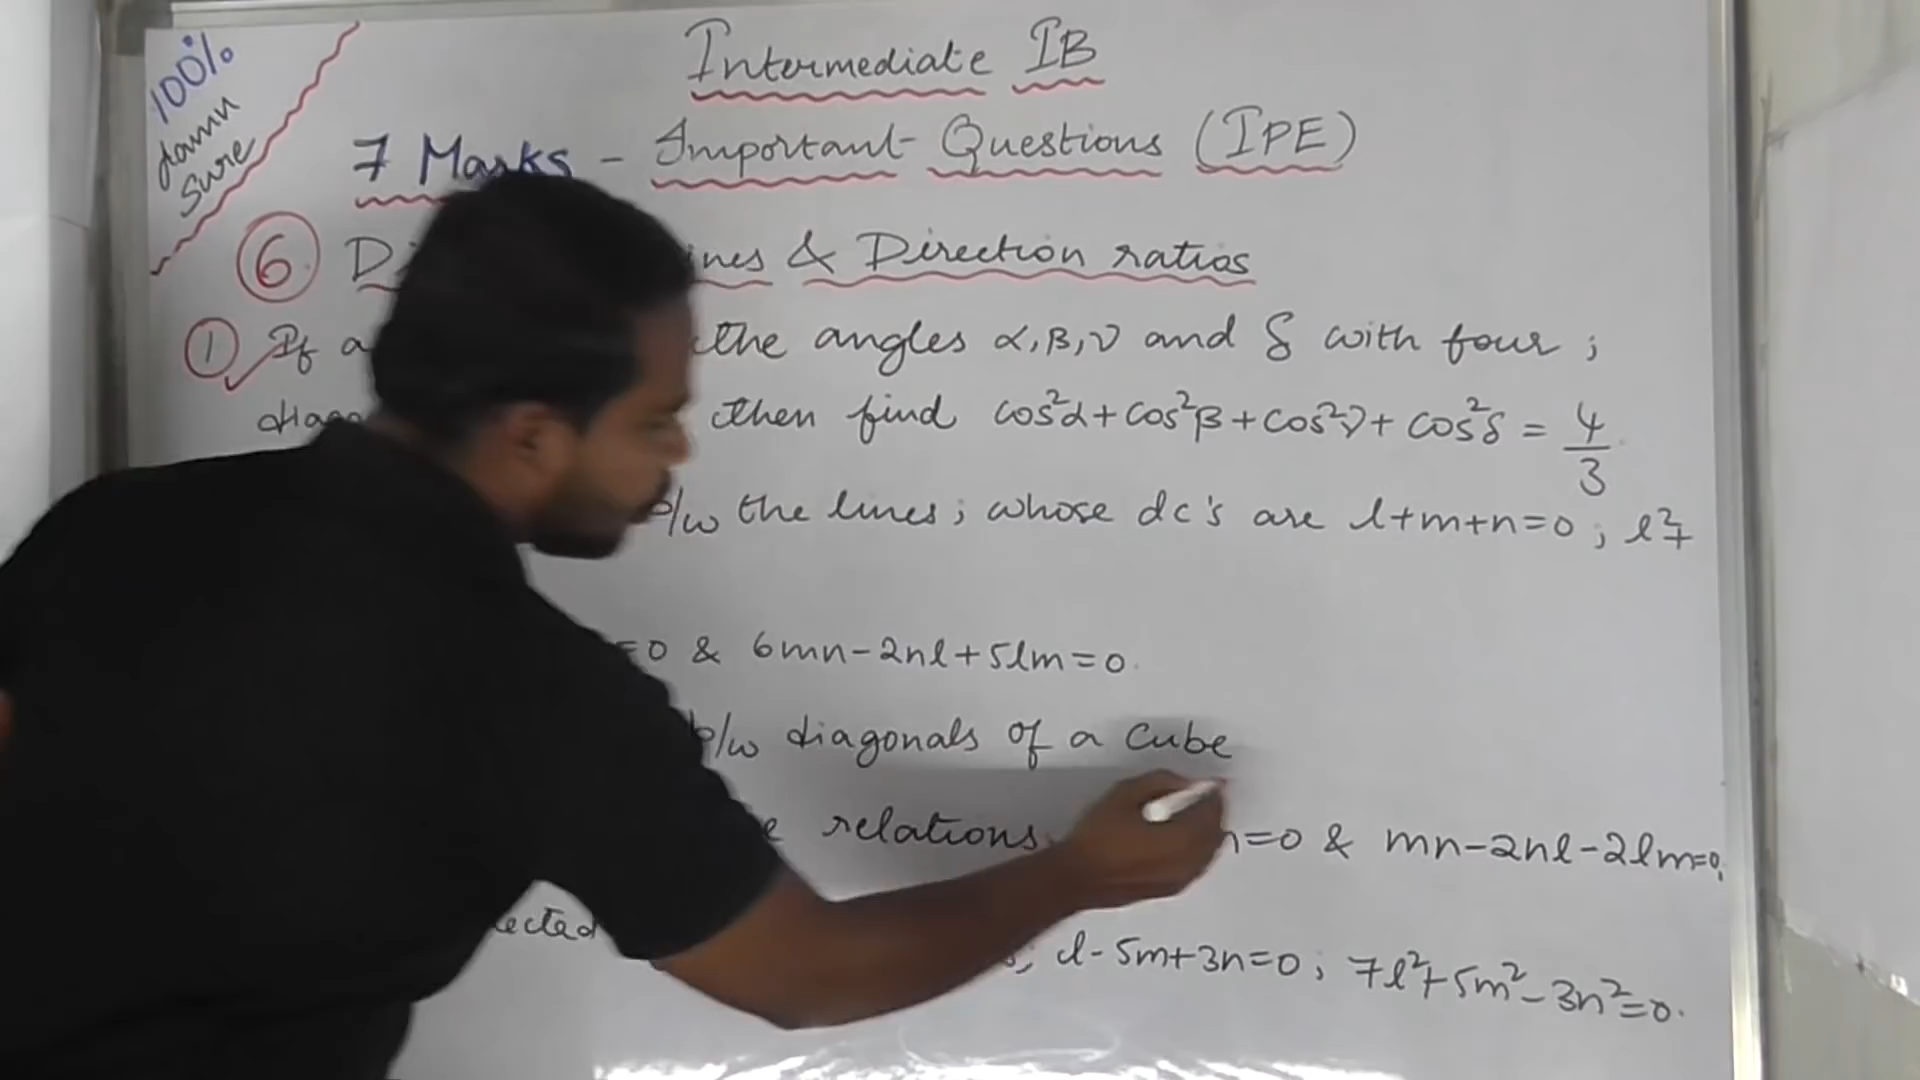 100%
damn
sure
Intermediate IB
7 Marks - Important Questions (IPE)
6 ines & Direction ratios
1 If a the angles α, β, γ and δ with four ;
diago then find cos²α + cos²β + cos²γ + cos²δ = 4/3
b/w the lines ; whose dc's are l+m+n=0 ; l²+
=0 & 6mn-2nl+5lm=0.
b/w diagonals of a cube
relations n=0 & mn-2nl-2lm=0,
ected ; l-5m+3n=0 ; 7l²+5m²-3n²=0.